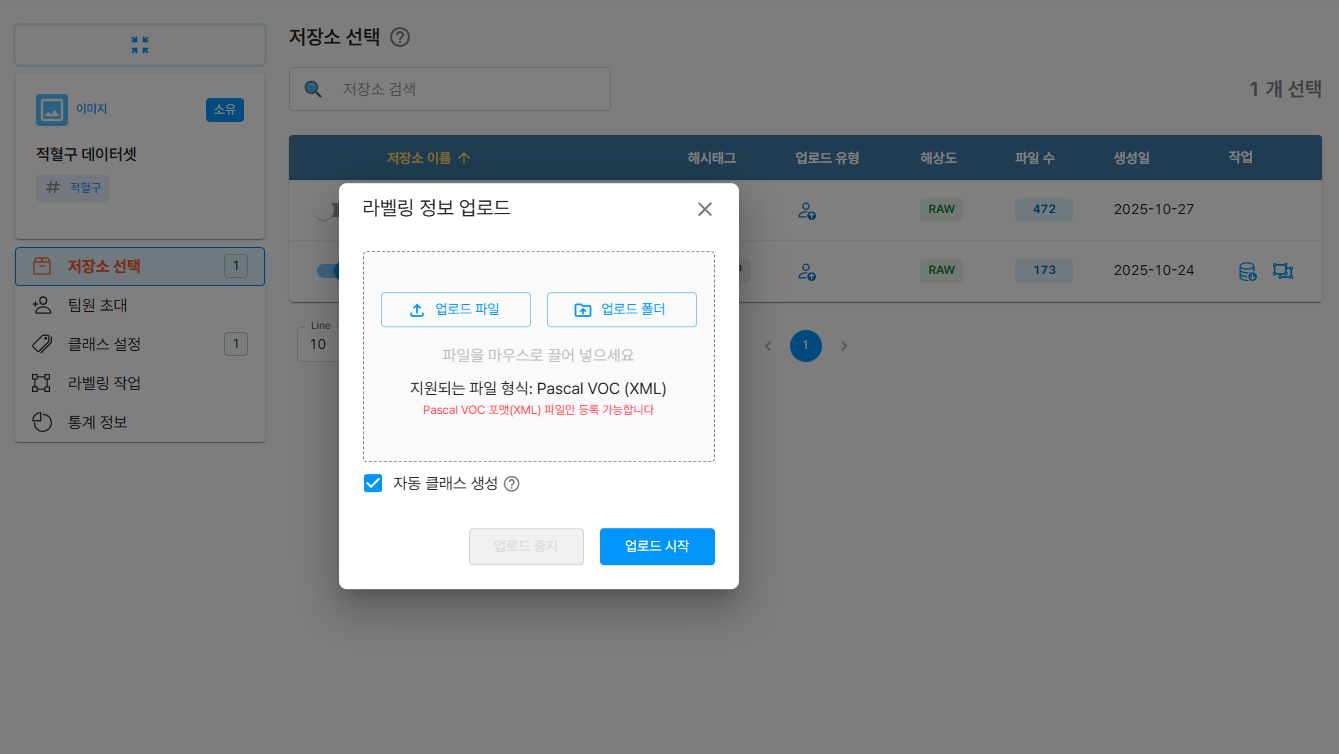 이미지
소유
적혈구 데이터셋
# 적혈구
저장소 선택 1
팀원 초대
클래스 설정 1
라벨링 작업
통계 정보
저장소 선택
저장소 검색
1 개 선택
저장소 이름 해시태그 업로드 유형 해상도 파일 수 생성일 작업
RAW 472 2025-10-27
RAW 173 2025-10-24
Line
10
1
라벨링 정보 업로드
업로드 파일 업로드 폴더
파일을 마우스로 끌어 넣으세요
지원되는 파일 형식: Pascal VOC (XML)
Pascal VOC 포맷(XML) 파일만 등록 가능합니다
자동 클래스 생성
업로드 중지 업로드 시작